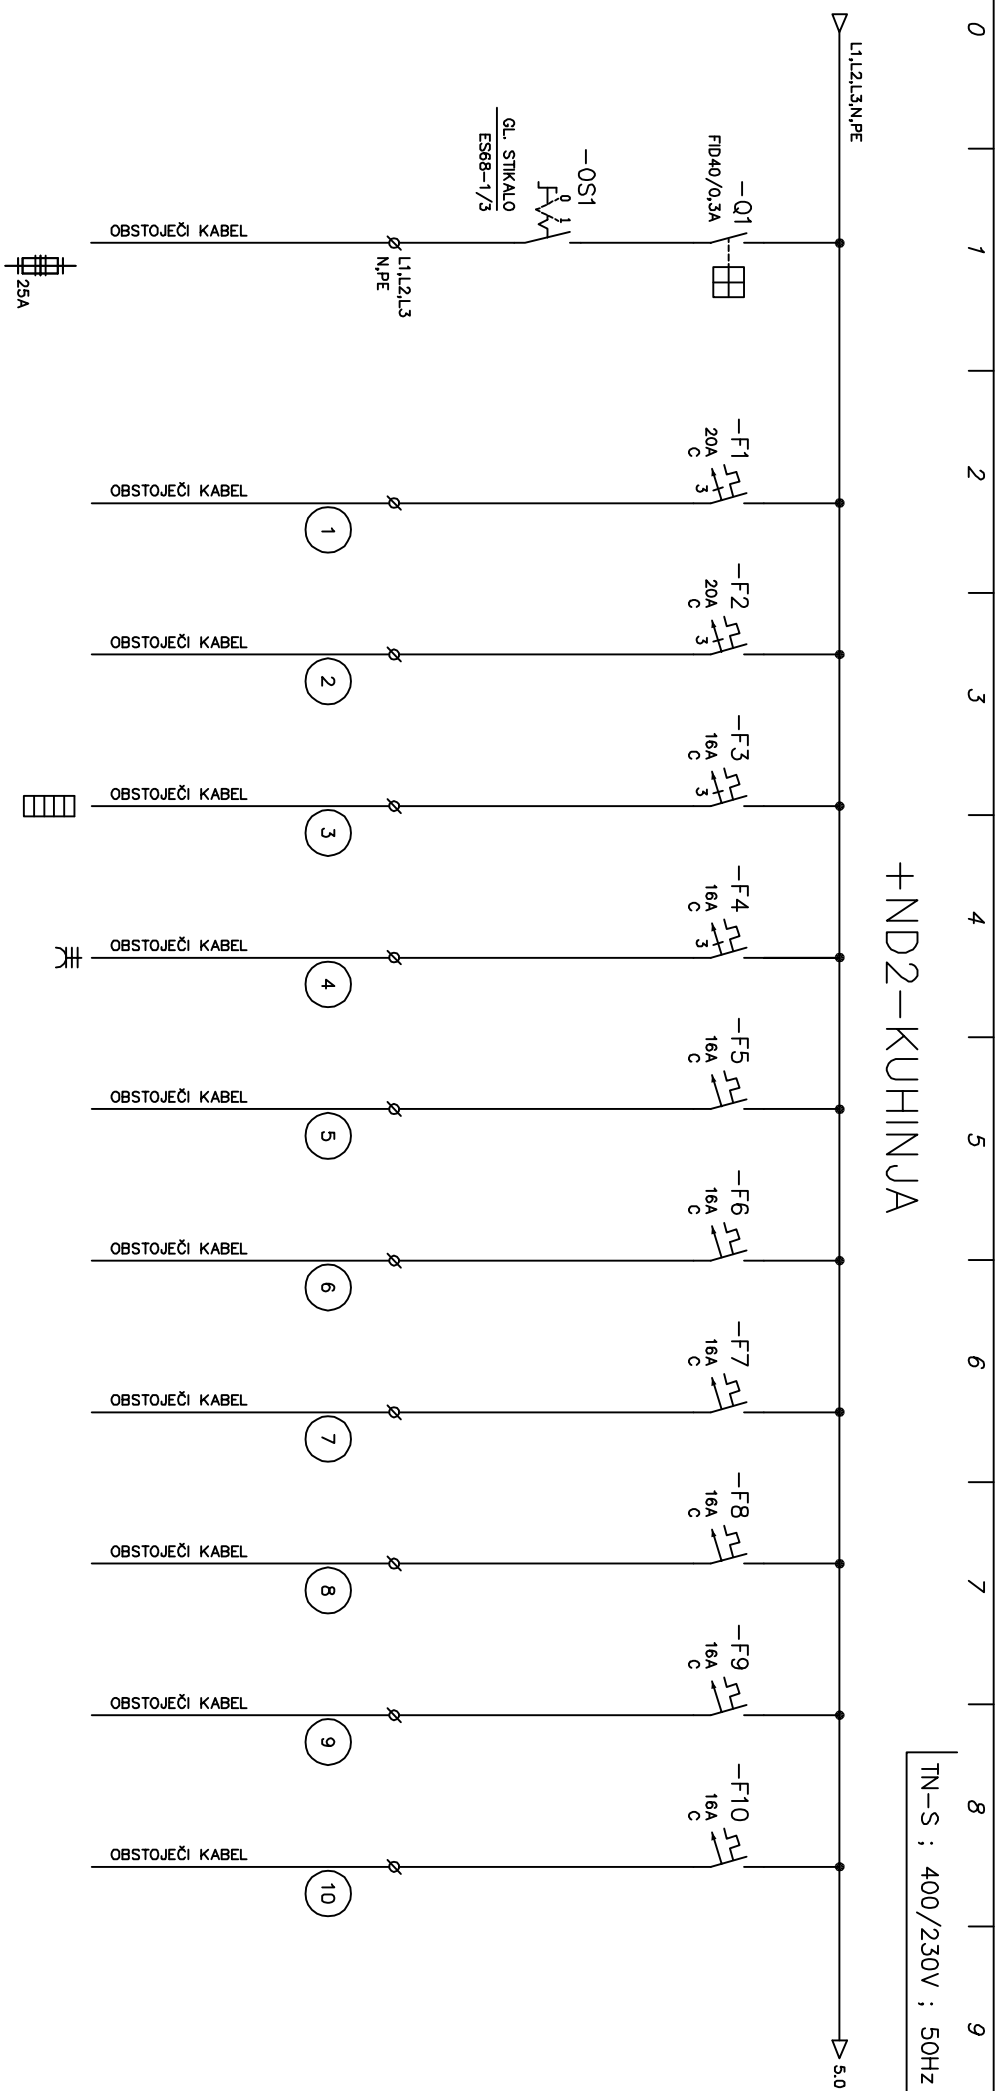 0 1 2 3 4 5 6 7 8 9
TN-S ; 400/230V ; 50Hz
+ND2-KUHINJA
L1,L2,L3,N,PE
5.0
-Q1
FID40/0,3A
-F1
20A
C
3
-F2
20A
C
3
-F3
16A
C
3
-F4
16A
C
3
-F5
16A
C
-F6
16A
C
-F7
16A
C
-F8
16A
C
-F9
16A
C
-F10
16A
C
-0S1
0 1
GL. STIKALO
ES68-1/3
L1,L2,L3
N,PE
1
2
3
4
5
6
7
8
9
10
OBSTOJEČI KABEL
OBSTOJEČI KABEL
OBSTOJEČI KABEL
OBSTOJEČI KABEL
OBSTOJEČI KABEL
OBSTOJEČI KABEL
OBSTOJEČI KABEL
OBSTOJEČI KABEL
OBSTOJEČI KABEL
OBSTOJEČI KABEL
OBSTOJEČI KABEL
25A